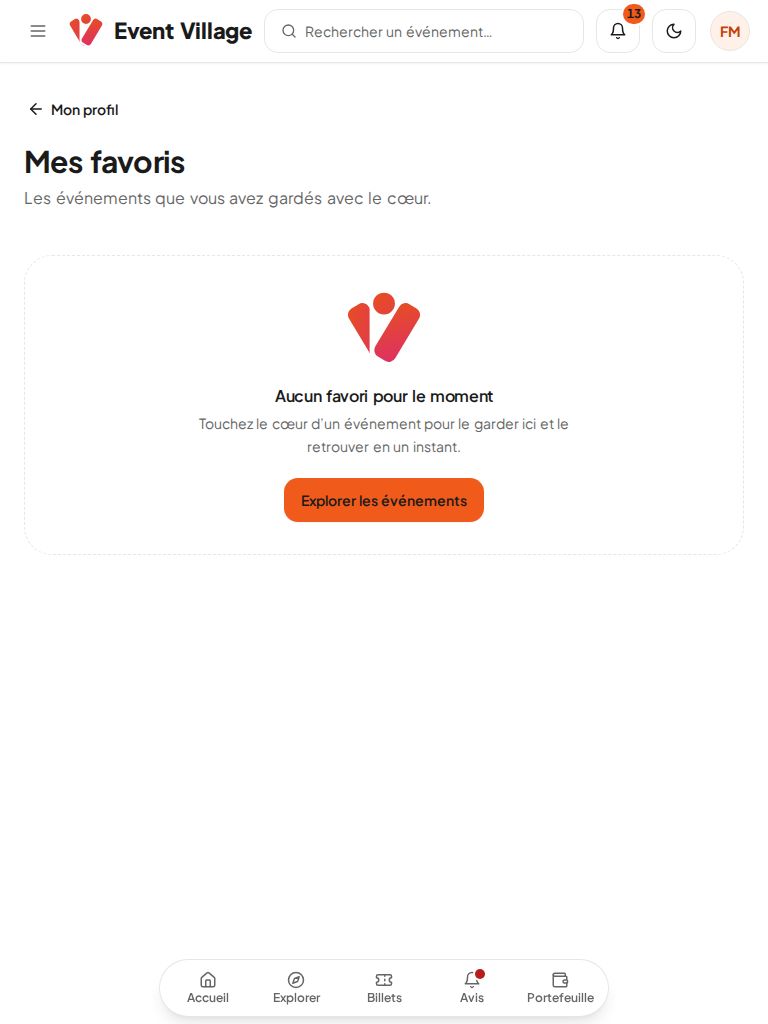 Event Village
Rechercher un événement…
13
FM
Mon profil
Mes favoris
Les événements que vous avez gardés avec le cœur.
Aucun favori pour le moment
Touchez le cœur d'un événement pour le garder ici et le
retrouver en un instant.
Explorer les événements
Accueil
Explorer
Billets
Avis
Portefeuille